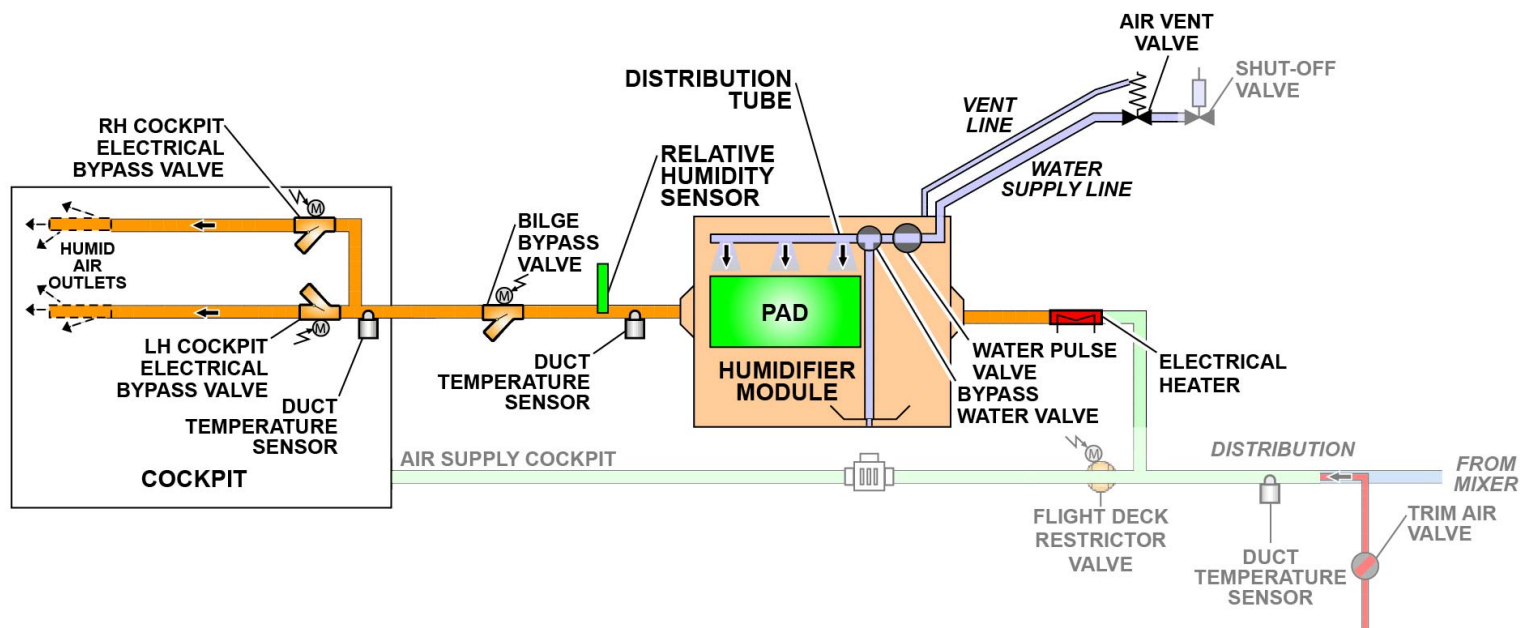 AIR VENT
VALVE
SHUT-OFF
VALVE
DISTRIBUTION
TUBE
VENT
LINE
WATER
SUPPLY LINE
RH COCKPIT
ELECTRICAL
BYPASS VALVE
RELATIVE
HUMIDITY
SENSOR
BILGE
BYPASS
VALVE
M
M
M
HUMID
AIR
OUTLETS
LH COCKPIT
ELECTRICAL
BYPASS VALVE
DUCT
TEMPERATURE
SENSOR
DUCT
TEMPERATURE
SENSOR
PAD
HUMIDIFIER
MODULE
WATER PULSE
VALVE
BYPASS
WATER VALVE
ELECTRICAL
HEATER
COCKPIT
AIR SUPPLY COCKPIT
M
FLIGHT DECK
RESTRICTOR
VALVE
DISTRIBUTION
FROM
MIXER
DUCT
TEMPERATURE
SENSOR
TRIM AIR
VALVE